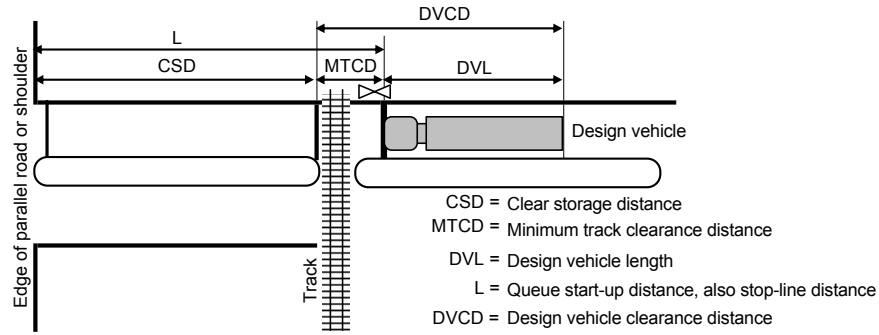 DVCD
L
CSD
MTCD
DVL
Edge of parallel road or shoulder
Design vehicle
Track
CSD = Clear storage distance
MTCD = Minimum track clearance distance
DVL = Design vehicle length
L = Queue start-up distance, also stop-line distance
DVCD = Design vehicle clearance distance